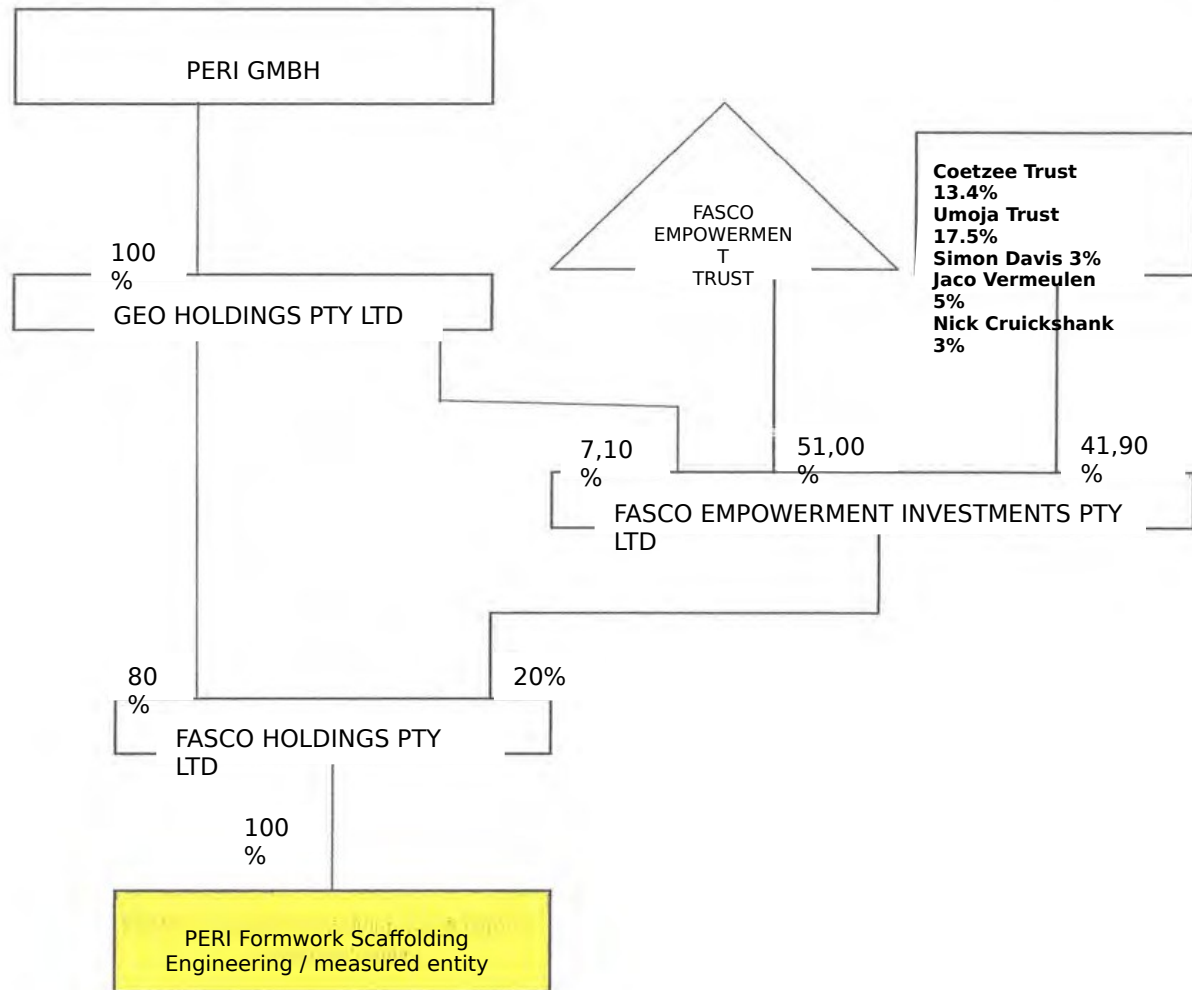 PERI GMBH
FASCO
EMPOWERMEN
T
TRUST
Coetzee Trust
13.4%
Umoja Trust
17.5%
Simon Davis 3%
Jaco Vermeulen
5%
Nick Cruickshank
3%
100
%
GEO HOLDINGS PTY LTD
7,10
%
51,00
%
41,90
%
FASCO EMPOWERMENT INVESTMENTS PTY
LTD
80
%
20%
FASCO HOLDINGS PTY
LTD
100
%
PERI Formwork Scaffolding
Engineering / measured entity